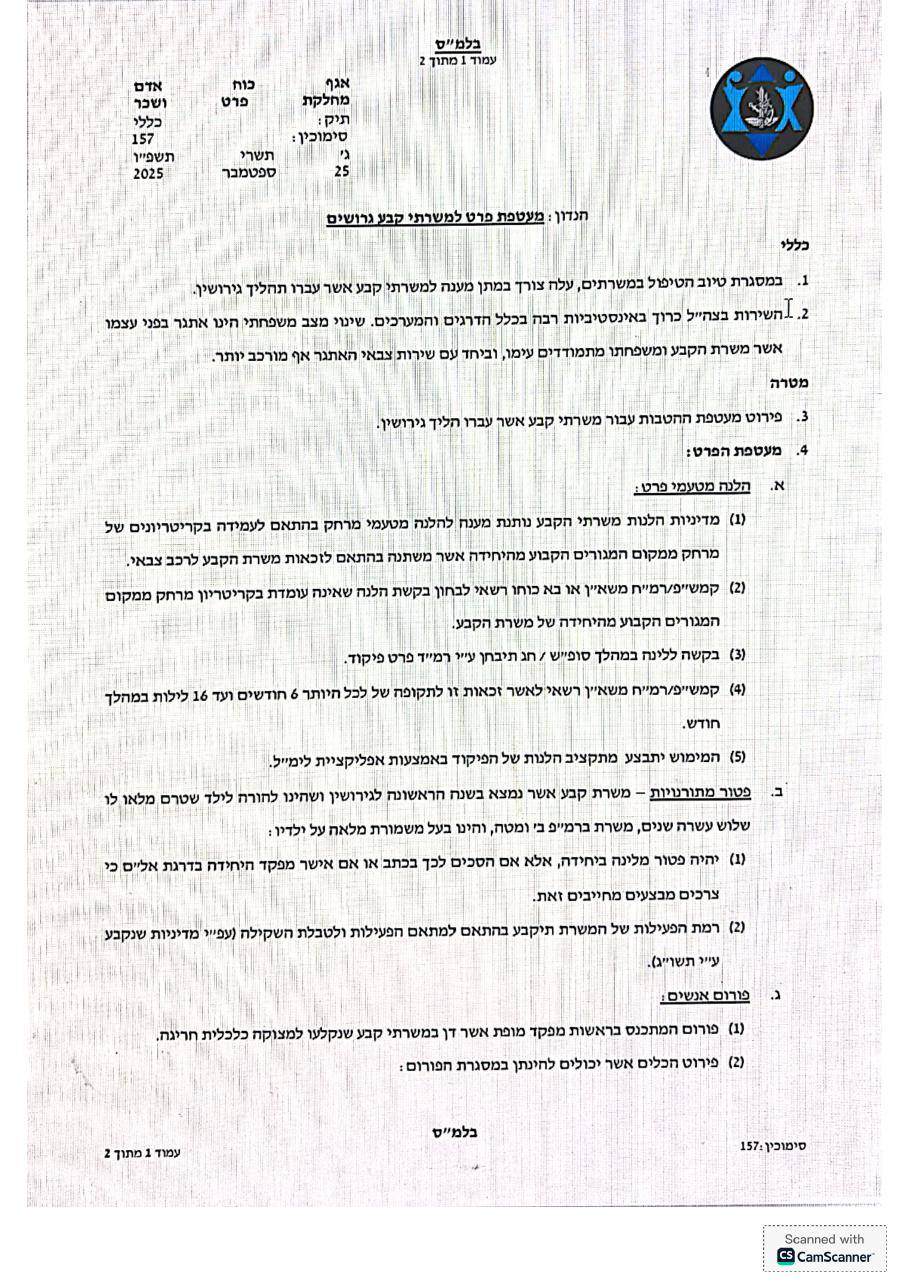 בלמ״ס
עמוד 1 מתוך 2
אגף כוח אדם
מחלקת פרט ושכר
תיק: כללי
סימוכין: 157
ג' תשרי תשפ״ו
25 ספטמבר 2025
הנדון: מעטפת פרט למשרתי קבע גרושים
כללי
1. במסגרת טיוב הטיפול במשרתים, עלה צורך במתן מענה למשרתי קבע אשר עברו תהליך גירושין.
2. השירות בצה״ל כרוך באינסטיביות רבה בכלל הדרגים והמערכים. שינוי מצב משפחתי הינו אתגר בפני עצמו
אשר משרת הקבע ומשפחתו מתמודדים עימו, וביחד עם שירות צבאי האתגר אף מורכב יותר.
מטרה
3. פירוט מעטפת ההטבות עבור משרתי קבע אשר עברו הליך גירושין.
4. מעטפת הפרט:
א. הלנה מטעמי פרט:
(1) מדיניות הלנות משרתי הקבע נותנת מענה להלנה מטעמי מרחק בהתאם לעמידה בקריטריונים של
מרחק ממקום המגורים הקבוע מהיחידה אשר משתנה בהתאם לזכאות משרת הקבע לרכב צבאי.
(2) קמש״פ/רמ״ח משא״ן או בא כוחו רשאי לבחון בקשת הלנה שאינה עומדת בקריטריון מרחק ממקום
המגורים הקבוע מהיחידה של משרת הקבע.
(3) בקשה ללינה במהלך סופ״ש / חג תיבחן ע״י רמ״ד פרט פיקוד.
(4) קמש״פ/רמ״ח משא״ן רשאי לאשר זכאות זו לתקופה של לכל היותר 6 חודשים ועד 16 לילות במהלך
חודש.
(5) המימוש יתבצע מתקציב הלנות של הפיקוד באמצעות אפליקציית לימ״ל.
ב. פטור מתורנויות – משרת קבע אשר נמצא בשנה הראשונה לגירושין ושהינו להורה לילד שטרם מלאו לו
שלוש עשרה שנים, משרת ברמ״פ ב' ומטה, והינו בעל משמורת מלאה על ילדיו:
(1) יהיה פטור מלינה ביחידה, אלא אם הסכים לכך בכתב או אם אישר מפקד היחידה בדרגת אל״ם כי
צרכים מבצעים מחייבים זאת.
(2) רמת הפעילות של המשרת תיקבע בהתאם למתאם הפעילות ולטבלת השקילה (עפ״י מדיניות שנקבע
ע״י תשו״ג).
ג. פורום אנשים:
(1) פורום המתכנס בראשות מפקד מופת אשר דן במשרתי קבע שנקלעו למצוקה כלכלית חריגה.
(2) פירוט הכלים אשר יכולים להינתן במסגרת הפורום:
בלמ״ס
סימוכין: 157
עמוד 1 מתוך 2
Scanned with
CS CamScanner